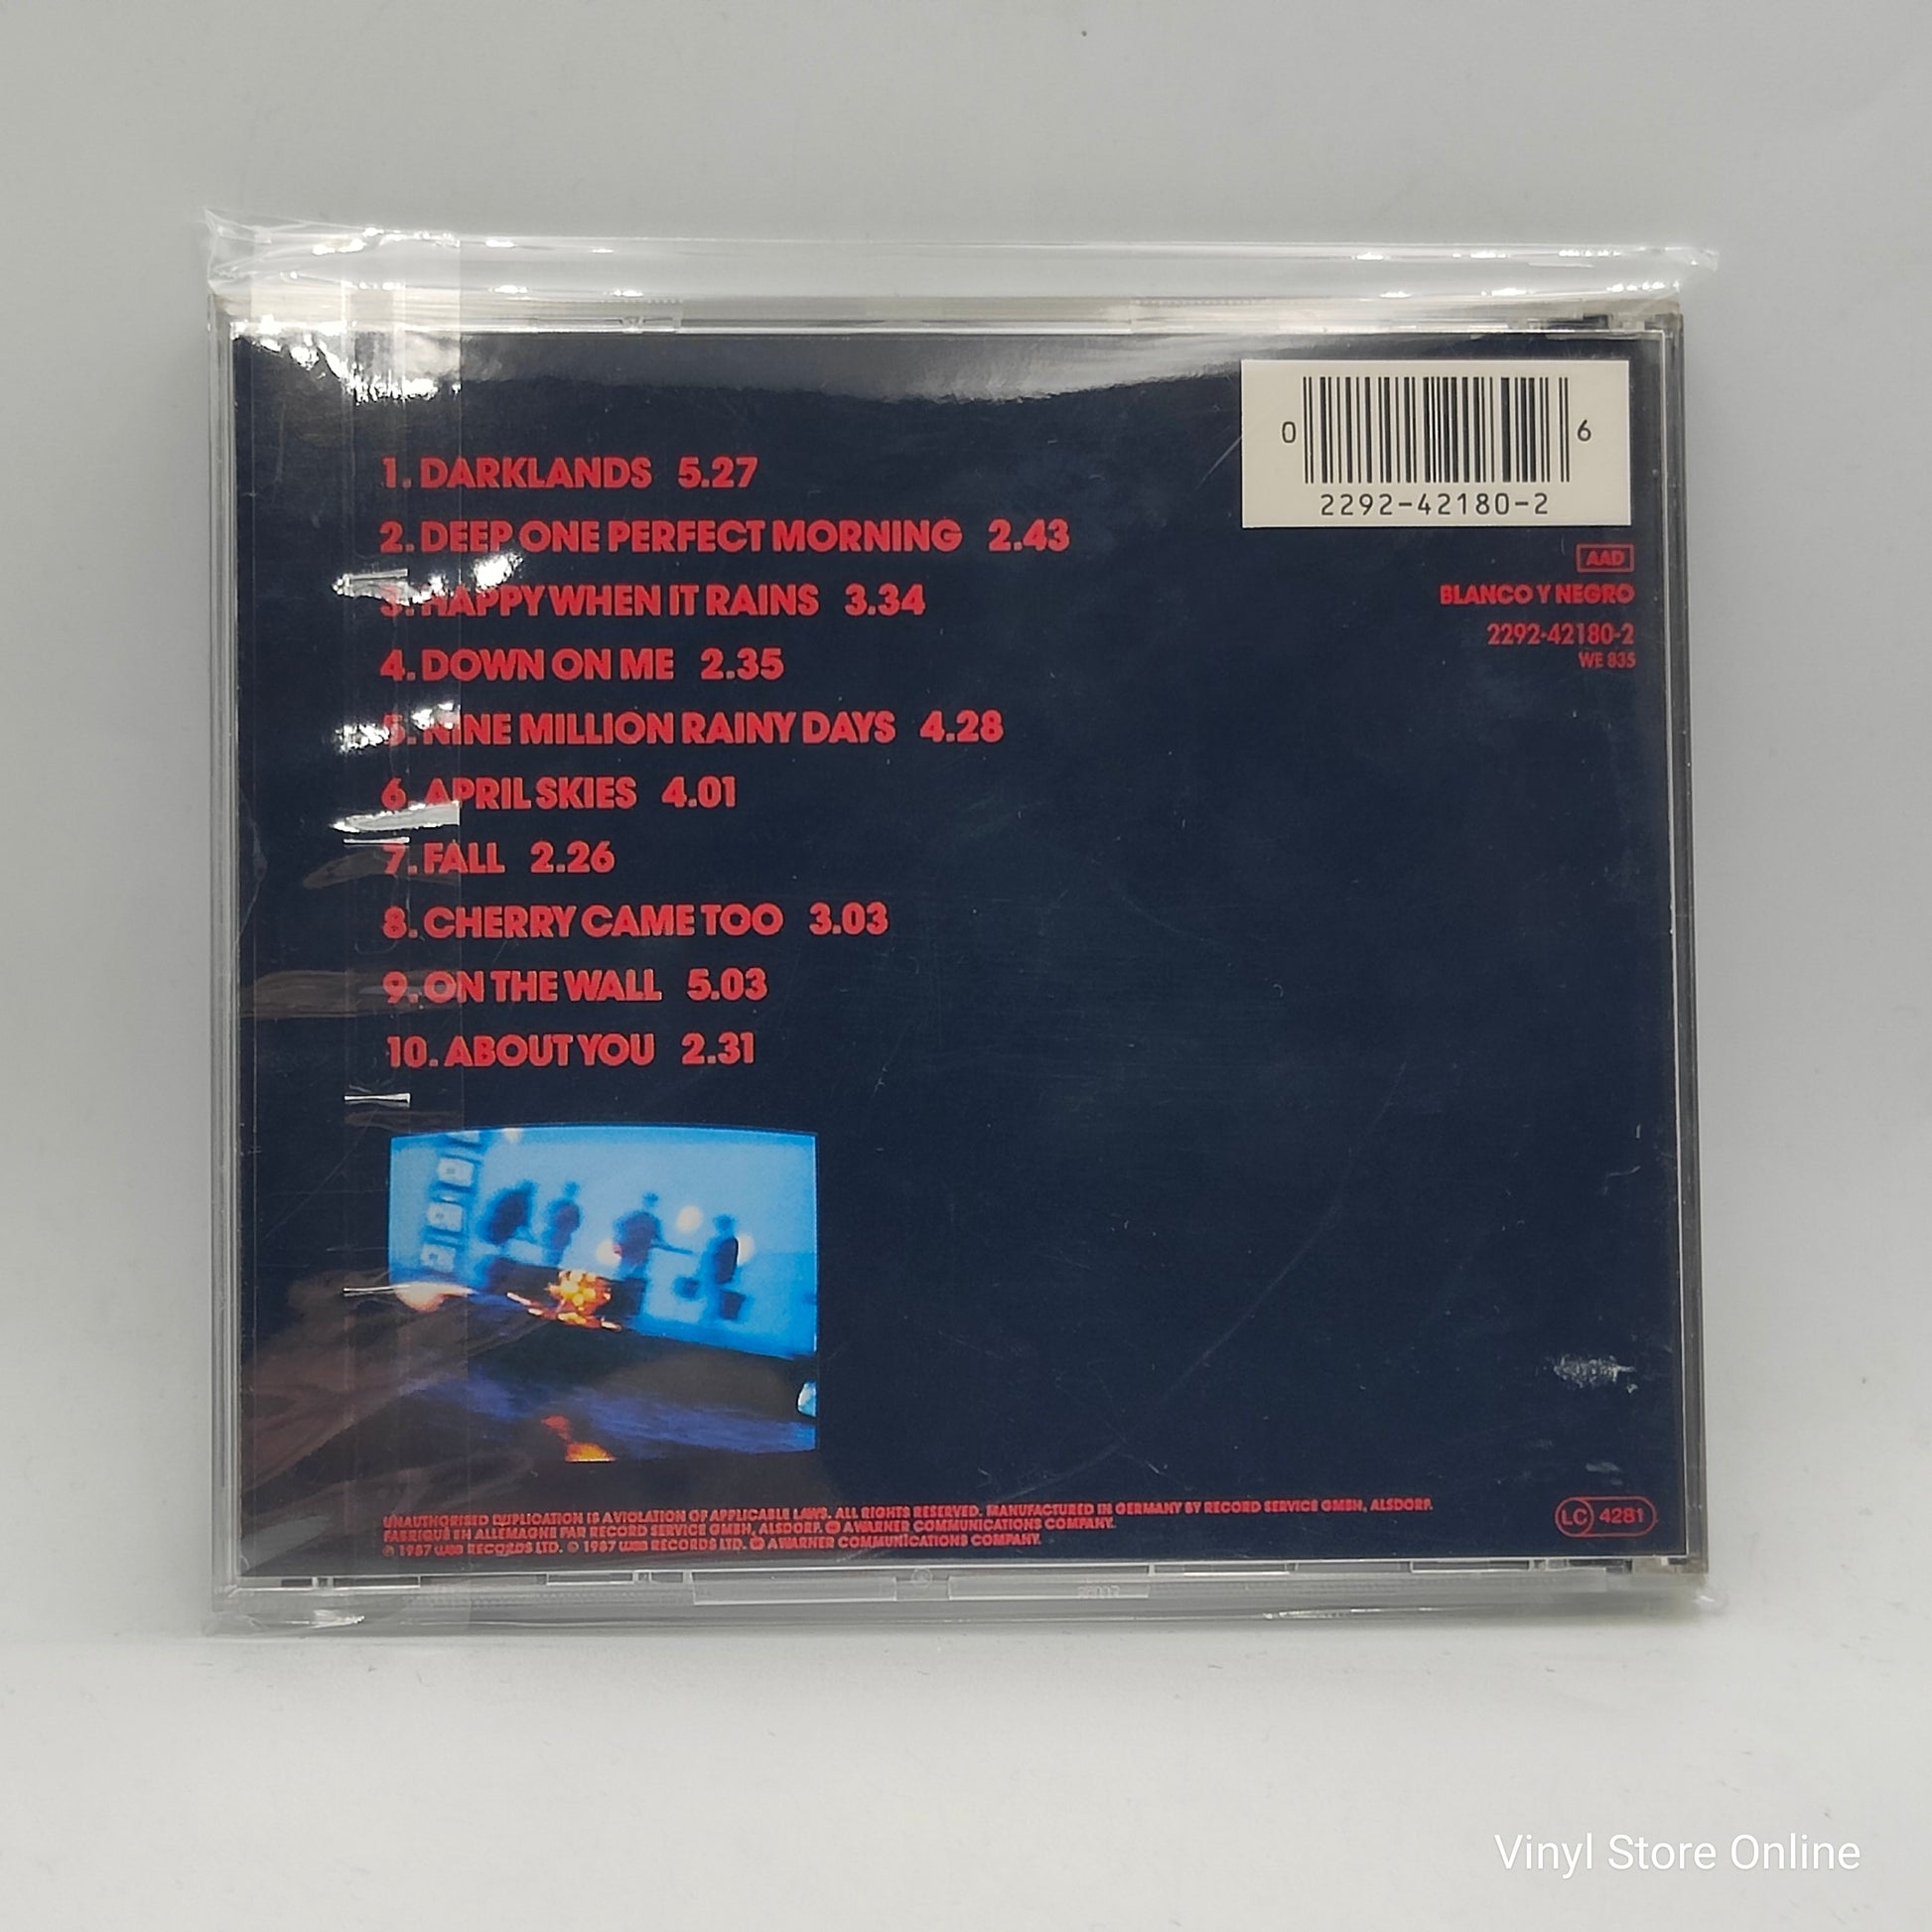 0 6
2292-42180-2
AAD
BLANCO Y NEGRO
2292-42180-2
WE 835
1. DARKLANDS 5.27
2. DEEP ONE PERFECT MORNING 2.43
3. HAPPY WHEN IT RAINS 3.34
4. DOWN ON ME 2.35
5. NINE MILLION RAINY DAYS 4.28
6. APRIL SKIES 4.01
7. FALL 2.26
8. CHERRY CAME TOO 3.03
9. ON THE WALL 5.03
10. ABOUT YOU 2.31
UNAUTHORISED DUPLICATION IS A VIOLATION OF APPLICABLE LAWS. ALL RIGHTS RESERVED. MANUFACTURED IN GERMANY BY RECORD SERVICE GMBH, ALSDORF.
FABRIQUÉ EN ALLEMAGNE PAR RECORD SERVICE GMBH, ALSDORF. A WARNER COMMUNICATIONS COMPANY.
℗ 1987 WEA RECORDS LTD. © 1987 WEA RECORDS LTD. A WARNER COMMUNICATIONS COMPANY.
LC 4281
Vinyl Store Online